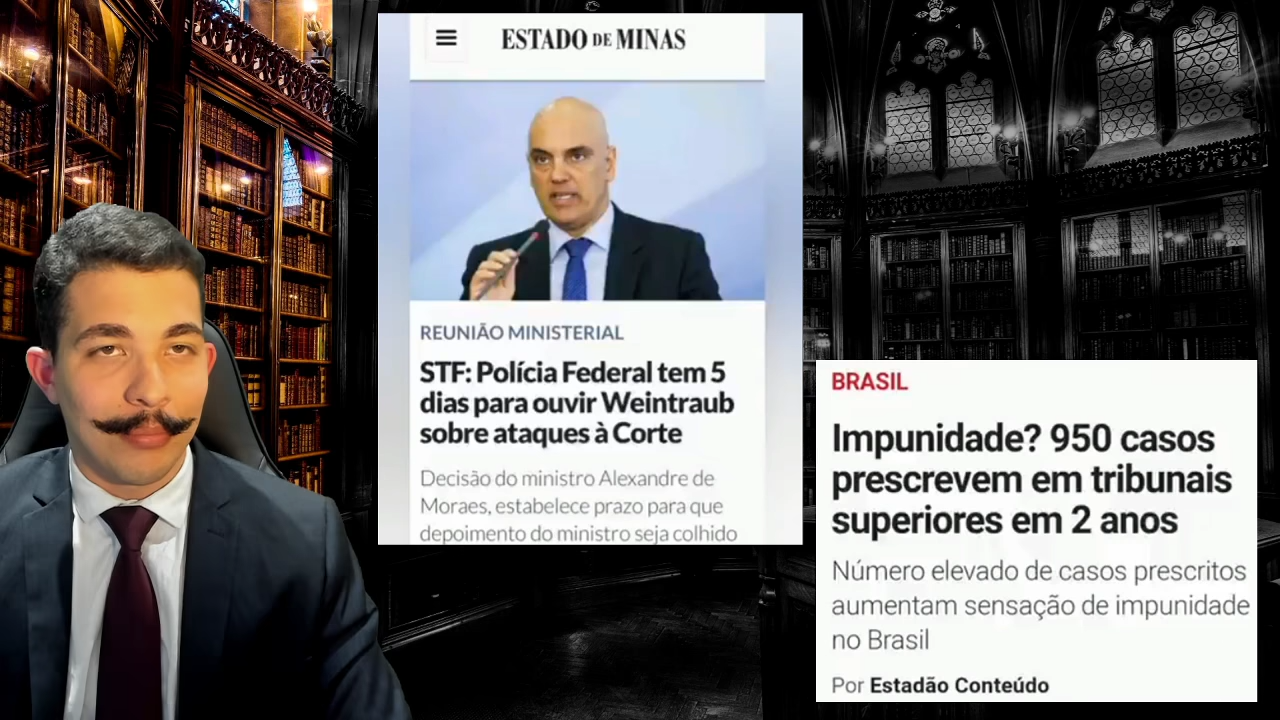 ESTADO DE MINAS
REUNIÃO MINISTERIAL
STF: Polícia Federal tem 5
dias para ouvir Weintraub
sobre ataques à Corte
Decisão do ministro Alexandre de
Moraes, estabelece prazo para que
depoimento do ministro seja colhido
BRASIL
Impunidade? 950 casos
prescrevem em tribunais
superiores em 2 anos
Número elevado de casos prescritos
aumentam sensação de impunidade
no Brasil
Por Estadão Conteúdo